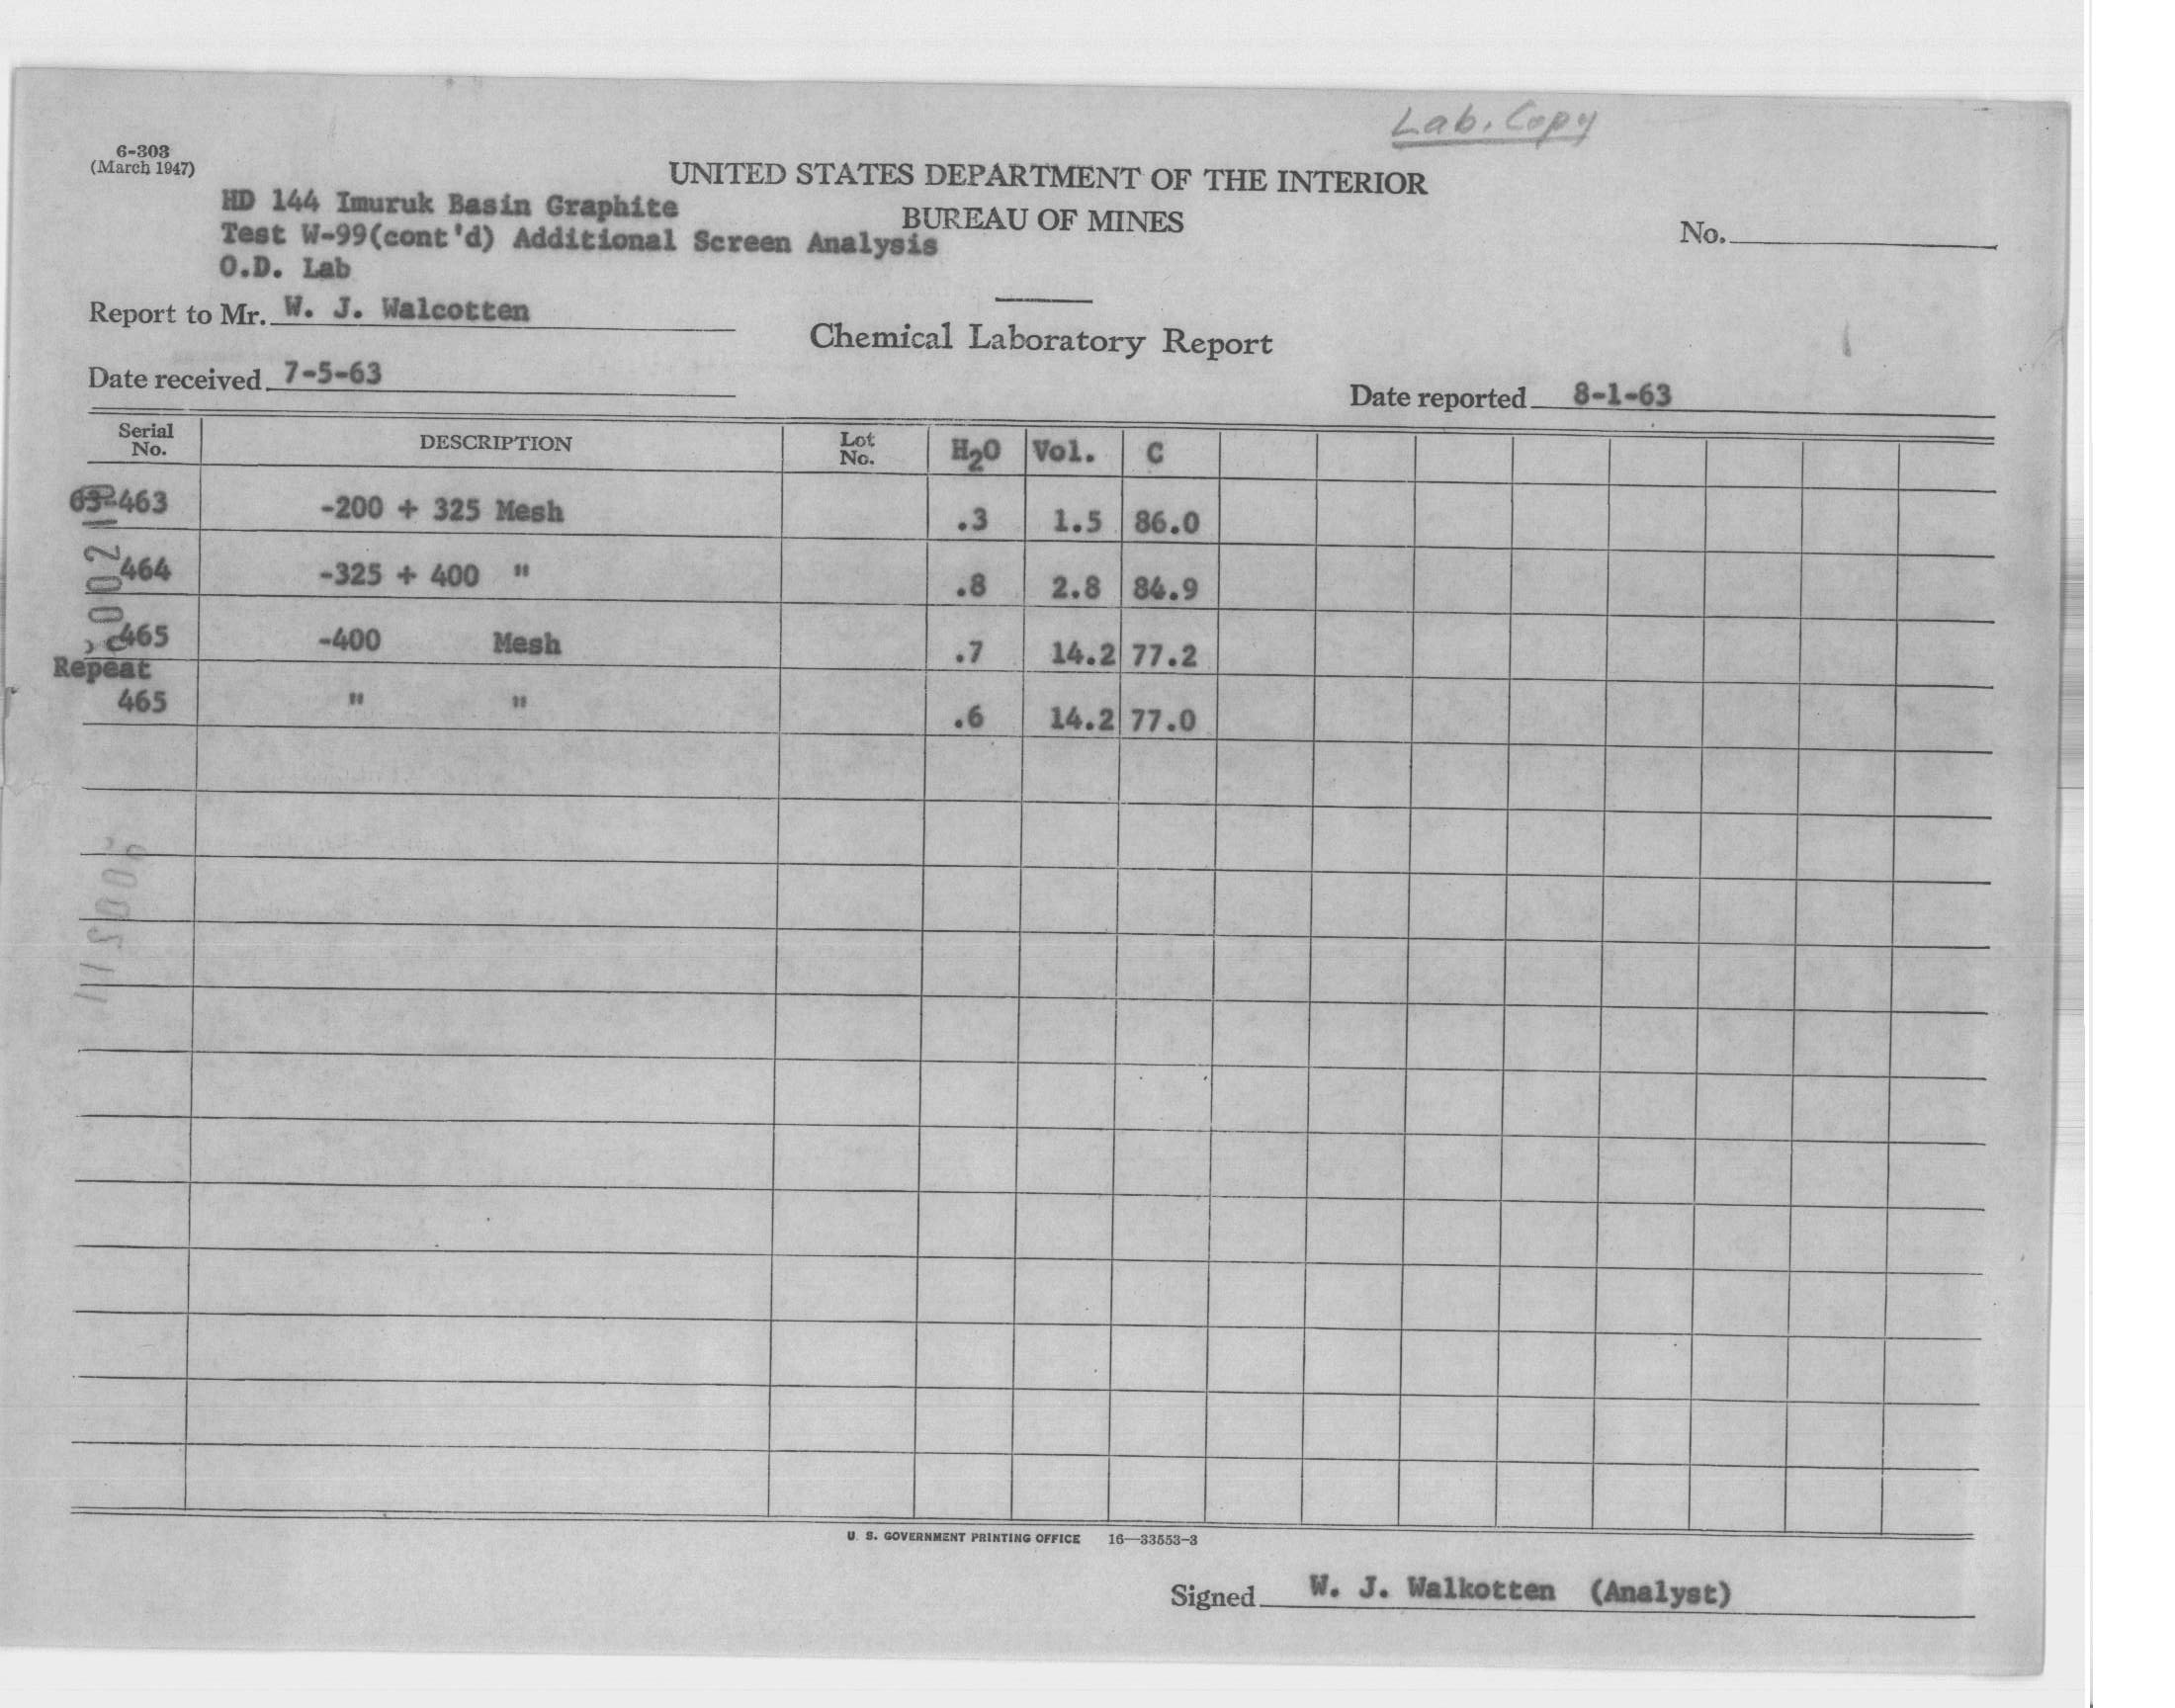 Lab. Copy
6-303
(March 1947)
UNITED STATES DEPARTMENT OF THE INTERIOR
HD 144 Imuruk Basin Graphite
BUREAU OF MINES
Test W-99(cont'd) Additional Screen Analysis
No.
O.D. Lab
Report to Mr. W. J. Walcotten
Chemical Laboratory Report
Date received 7-5-63
Date reported 8-1-63
Serial No. DESCRIPTION Lot No. H2O Vol. C
63-463 -200 + 325 Mesh .3 1.5 86.0
464 -325 + 400 " .8 2.8 84.9
465 -400 Mesh .7 14.2 77.2
Repeat
465 " " .6 14.2 77.0
U. S. GOVERNMENT PRINTING OFFICE 16—33553-3
Signed W. J. Walkotten (Analyst)